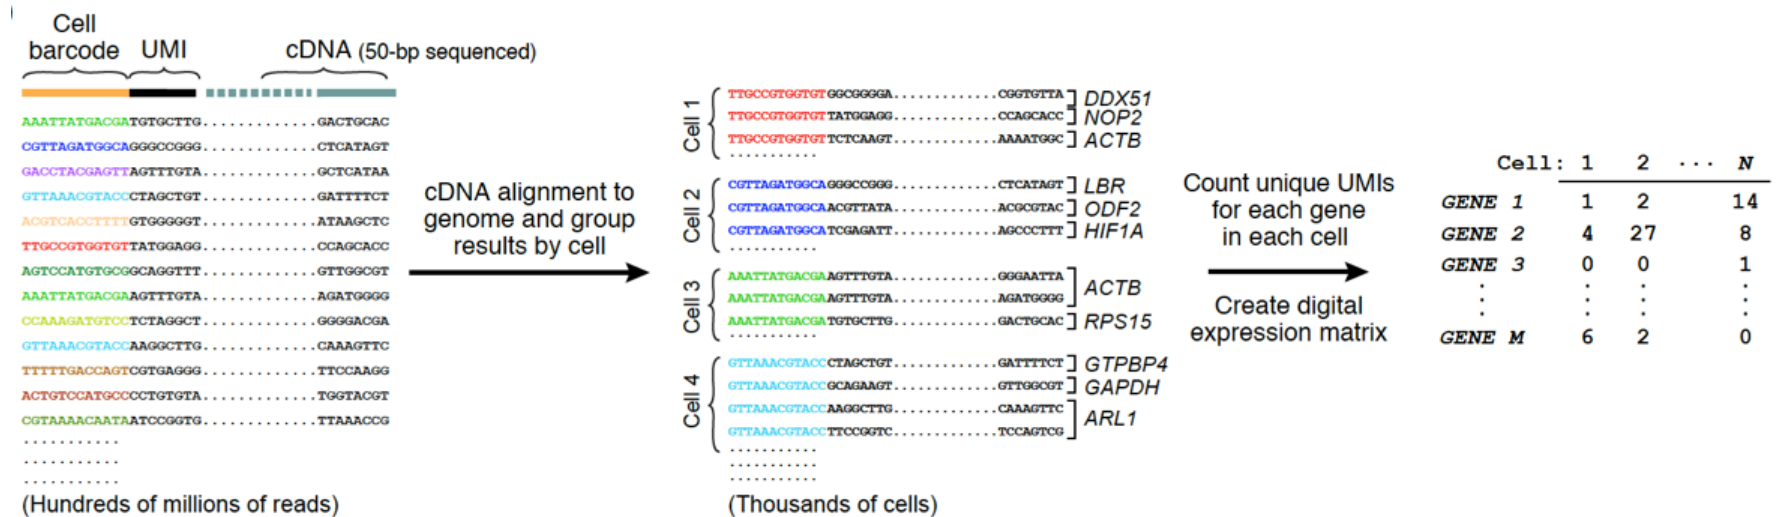 Cell barcode UMI cDNA (50-bp sequenced)
AAATTATGACGATGTGCTTG.............GACTGCAC
CGTTAGATGGCAGGGCCGGG.............CTCATAGT
GACCTACGAGTTAGTTTGTA.............GCTCATAA
GTTAAACGTACCCTAGCTGT.............GATTTTCT
ACGTCACCTTTTGTGGGGGT.............ATAAGCTC
TTGCCGTGGTGTTATGGAGG.............CCAGCACC
AGTCCATGTGCGGCAGGTTT.............GTTGGCGT
AAATTATGACGAAGTTTGTA.............AGATGGGG
CCAAAGATGTCCTCTAGGCT.............GGGGACGA
GTTAAACGTACCAAGGCTTG.............CAAAGTTC
TTTTTGACCAGTCGTGAGGG.............TTCCAAGG
ACTGTCCATGCCCCTGTGTA.............TGGTACGT
CGTAAAACAATAATCCGGTG.............TTAAACCG
...........
...........
...........
(Hundreds of millions of reads)
cDNA alignment to
genome and group
results by cell
Cell 1
TTGCCGTGGTGTGGCGGGGA.............CGGTGTTA DDX51
TTGCCGTGGTGTTATGGAGG.............CCAGCACC NOP2
TTGCCGTGGTGTTCTCAAGT.............AAAATGGC ACTB
...........
Cell 2
CGTTAGATGGCAGGGCCGGG.............CTCATAGT LBR
CGTTAGATGGCAACGTTATA.............ACGCGTAC ODF2
CGTTAGATGGCATCGAGATT.............AGCCCTTT HIF1A
...........
Cell 3
AAATTATGACGAAGTTTGTA.............GGGAATTA
ACTB
AAATTATGACGAAGTTTGTA.............AGATGGGG
AAATTATGACGATGTGCTTG.............GACTGCAC RPS15
...........
Cell 4
GTTAAACGTACCCTAGCTGT.............GATTTTCT GTPBP4
GTTAAACGTACCGCAGAAGT.............GTTGGCGT GAPDH
GTTAAACGTACCAAGGCTTG.............CAAAGTTC
ARL1
GTTAAACGTACCTTCCGGTC.............TCCAGTCG
...........
...........
...........
(Thousands of cells)
Count unique UMIs
for each gene
in each cell
Create digital
expression matrix
Cell: 1 2 ... N
GENE 1 1 2 14
GENE 2 4 27 8
GENE 3 0 0 1
GENE M 6 2 0